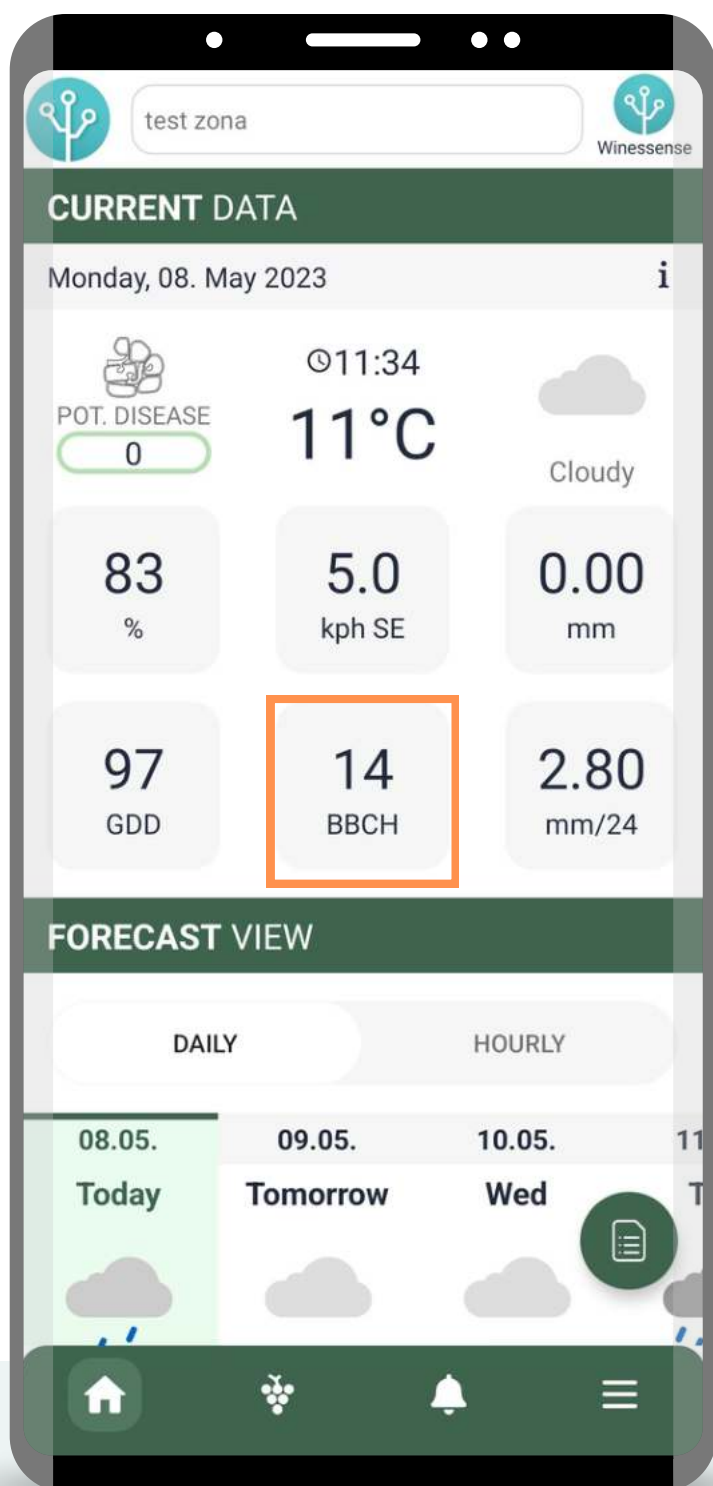 test zona
Winessense
CURRENT DATA
Monday, 08. May 2023 i
POT. DISEASE
0
11:34
11°C
Cloudy
83
%
5.0
kph SE
0.00
mm
97
GDD
14
BBCH
2.80
mm/24
FORECAST VIEW
DAILY HOURLY
08.05. 09.05. 10.05. 11
Today Tomorrow Wed T